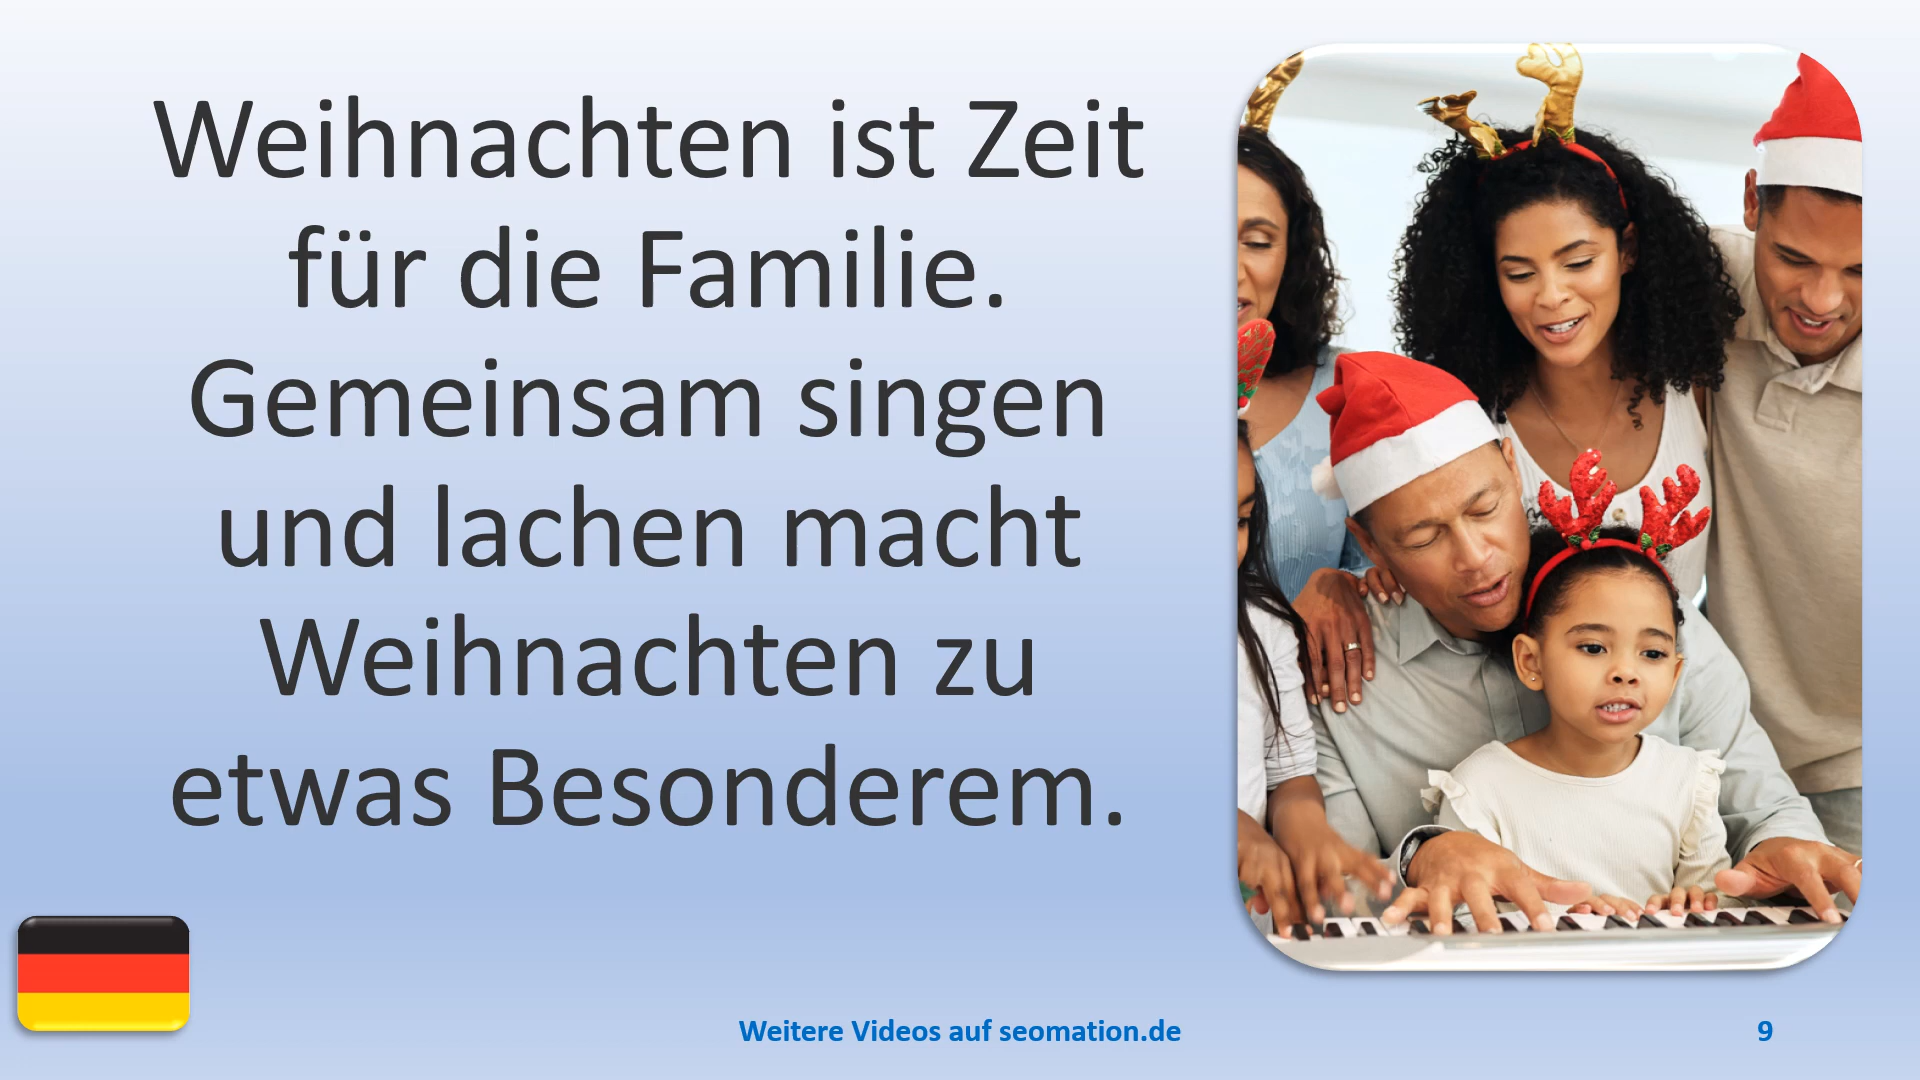 Weihnachten ist Zeit
für die Familie.
Gemeinsam singen
und lachen macht
Weihnachten zu
etwas Besonderem.
Weitere Videos auf seomation.de
9